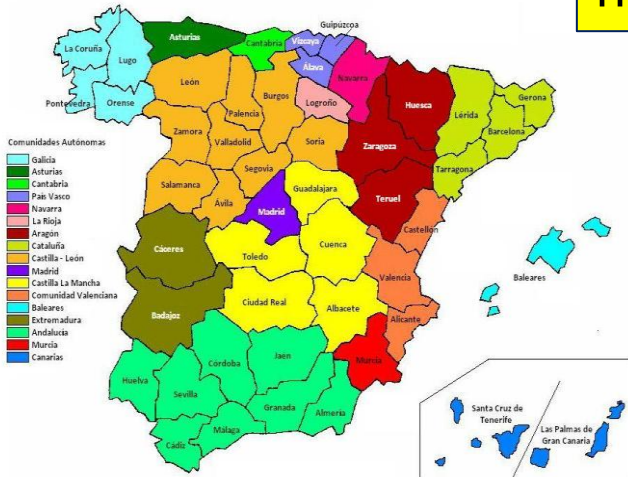 Guipúzcoa
Asturias
Cantabria
Vizcaya
La Coruña
Lugo
Álava
Navarra
León
Burgos
Huesca
Gerona
Pontevedra
Orense
Palencia
Logroño
Lérida
Barcelona
Zamora
Valladolid
Soria
Zaragoza
Tarragona
Comunidades Autónomas
Galicia
Asturias
Cantabria
País Vasco
Navarra
La Rioja
Aragón
Cataluña
Castilla - León
Madrid
Castilla La Mancha
Comunidad Valenciana
Baleares
Extremadura
Andalucía
Murcia
Canarias
Segovia
Salamanca
Guadalajara
Ávila
Madrid
Teruel
Castellón
Cáceres
Toledo
Cuenca
Baleares
Valencia
Badajoz
Ciudad Real
Albacete
Alicante
Córdoba
Jaén
Murcia
Huelva
Sevilla
Granada
Almería
Málaga
Cádiz
Santa Cruz de
Tenerife
Las Palmas de
Gran Canaria